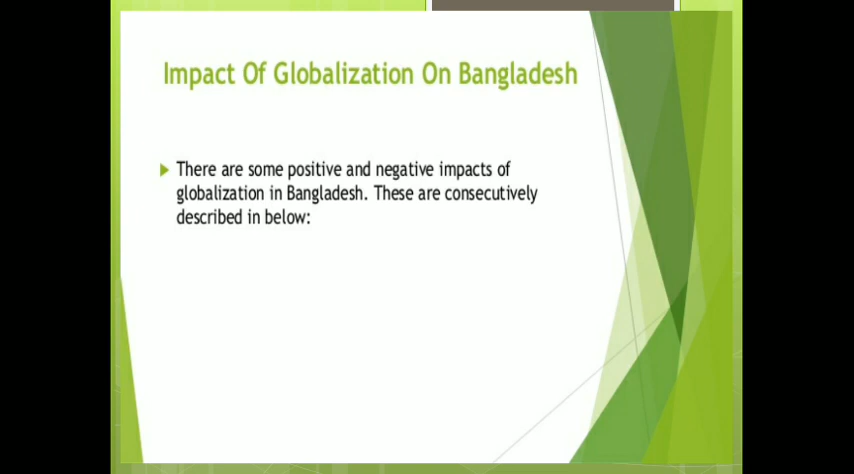 Impact Of Globalization On Bangladesh
There are some positive and negative impacts of
globalization in Bangladesh. These are consecutively
described in below: